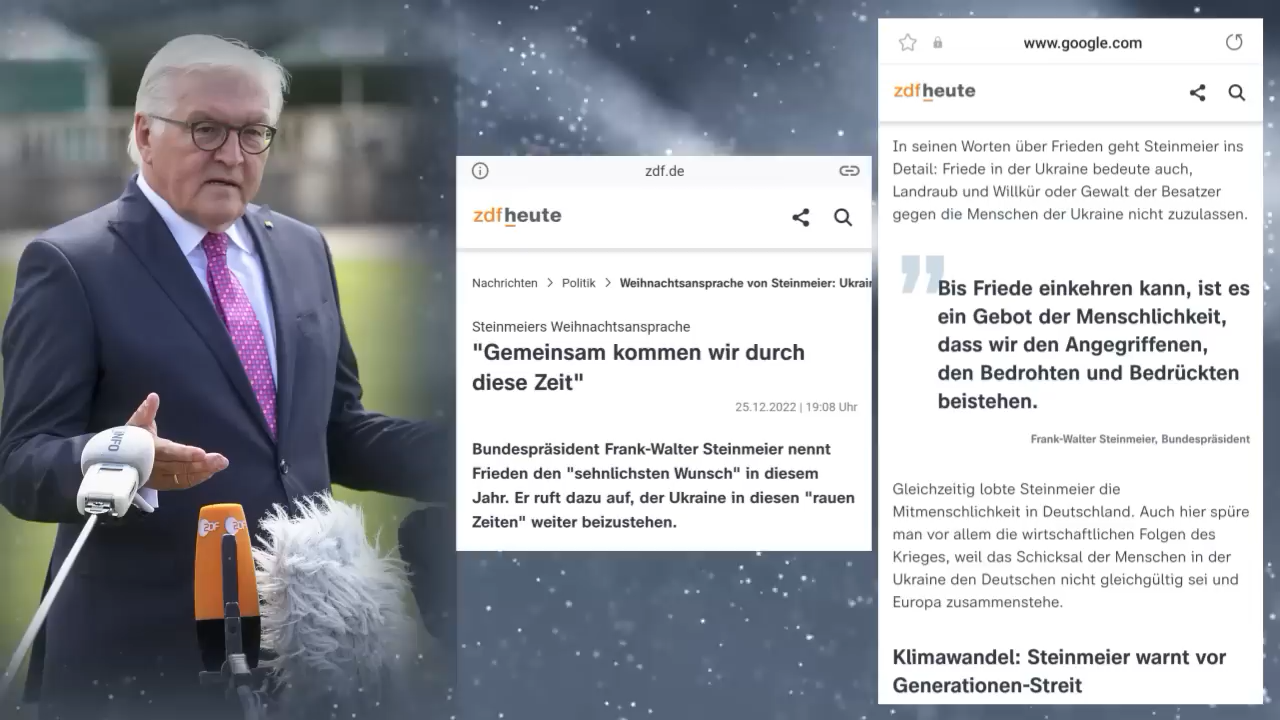 INFO
ZDF
zdf.de
zdfheute
Nachrichten > Politik > Weihnachtsansprache von Steinmeier: Ukrain
Steinmeiers Weihnachtsansprache
"Gemeinsam kommen wir durch
diese Zeit"
25.12.2022 | 19:08 Uhr
Bundespräsident Frank-Walter Steinmeier nennt
Frieden den "sehnlichsten Wunsch" in diesem
Jahr. Er ruft dazu auf, der Ukraine in diesen "rauen
Zeiten" weiter beizustehen.
www.google.com
zdfheute
In seinen Worten über Frieden geht Steinmeier ins
Detail: Friede in der Ukraine bedeute auch,
Landraub und Willkür oder Gewalt der Besatzer
gegen die Menschen der Ukraine nicht zuzulassen.
"Bis Friede einkehren kann, ist es
ein Gebot der Menschlichkeit,
dass wir den Angegriffenen,
den Bedrohten und Bedrückten
beistehen.
Frank-Walter Steinmeier, Bundespräsident
Gleichzeitig lobte Steinmeier die
Mitmenschlichkeit in Deutschland. Auch hier spüre
man vor allem die wirtschaftlichen Folgen des
Krieges, weil das Schicksal der Menschen in der
Ukraine den Deutschen nicht gleichgültig sei und
Europa zusammenstehe.
Klimawandel: Steinmeier warnt vor
Generationen-Streit